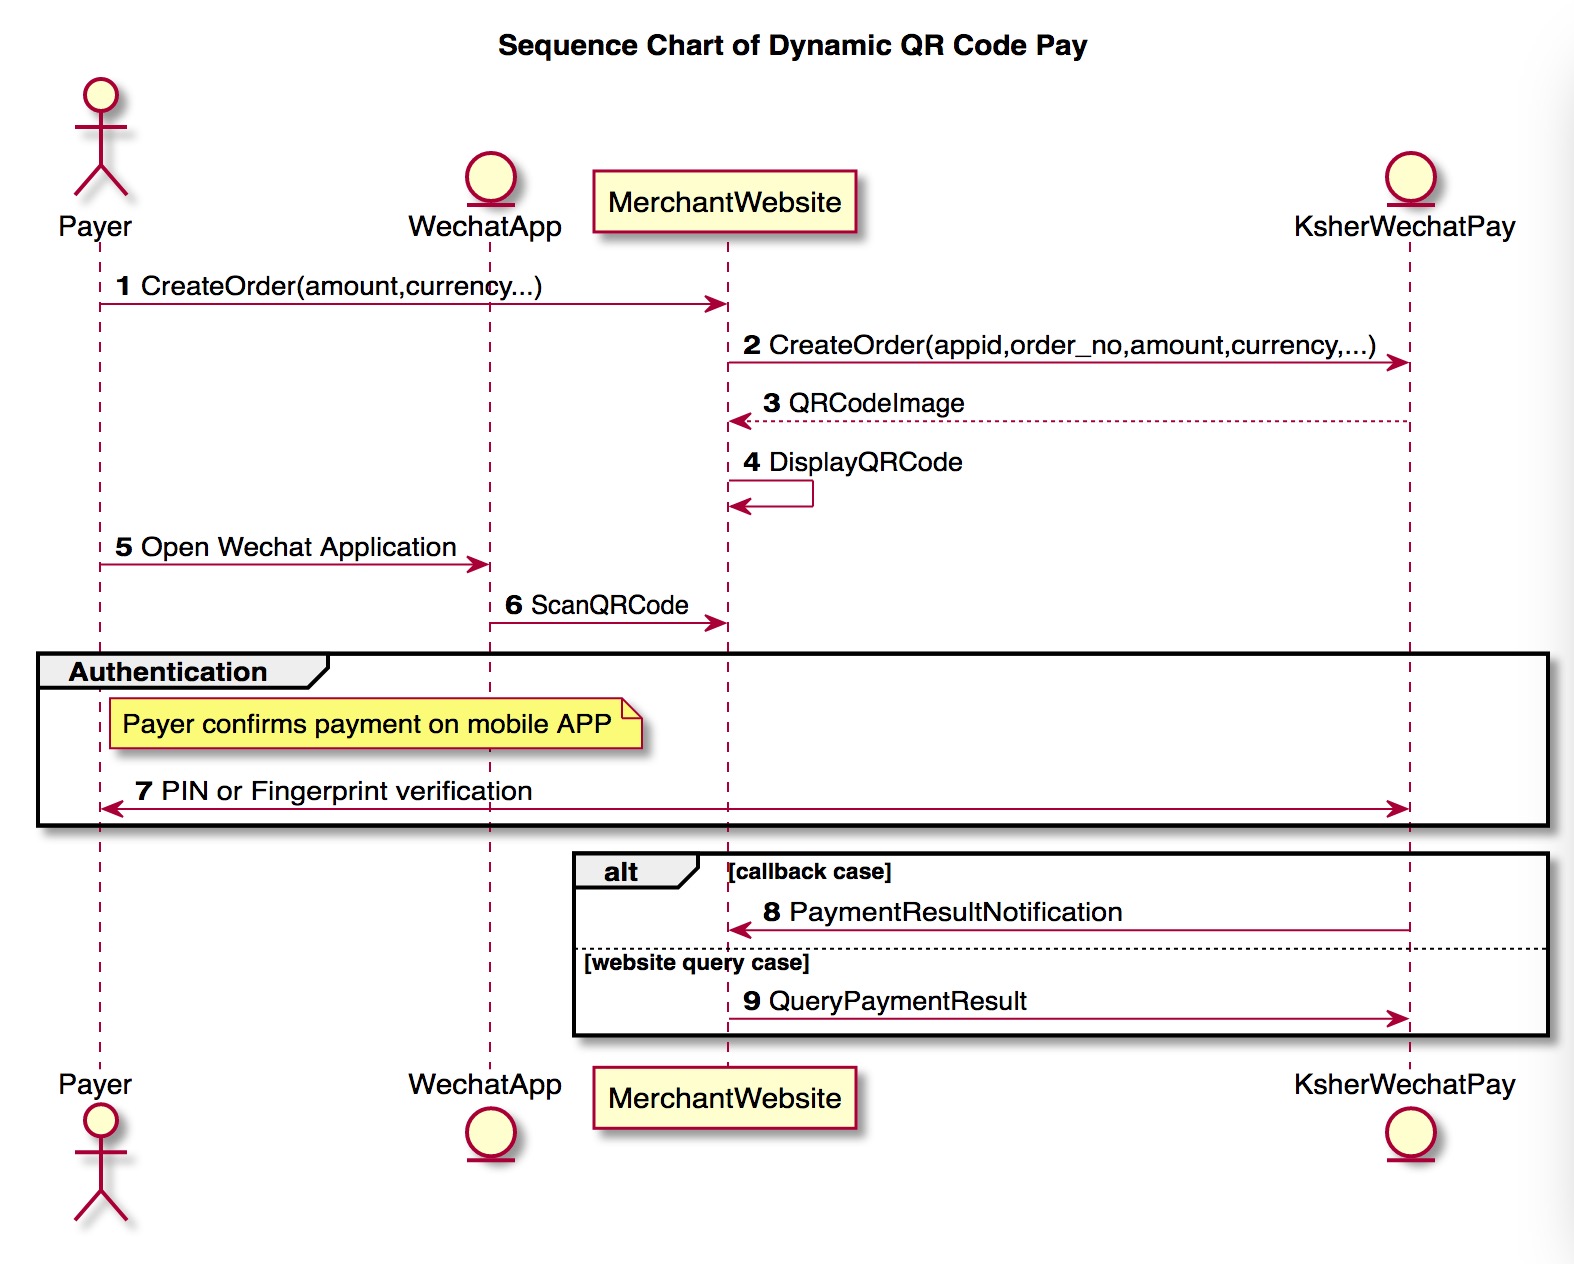 Sequence Chart of Dynamic QR Code Pay
Payer
WechatApp
MerchantWebsite
KsherWechatPay
1 CreateOrder(amount,currency...)
2 CreateOrder(appid,order_no,amount,currency,...)
3 QRCodeImage
4 DisplayQRCode
5 Open Wechat Application
6 ScanQRCode
Authentication
Payer confirms payment on mobile APP
7 PIN or Fingerprint verification
alt [callback case]
8 PaymentResultNotification
[website query case]
9 QueryPaymentResult
Payer
WechatApp
MerchantWebsite
KsherWechatPay